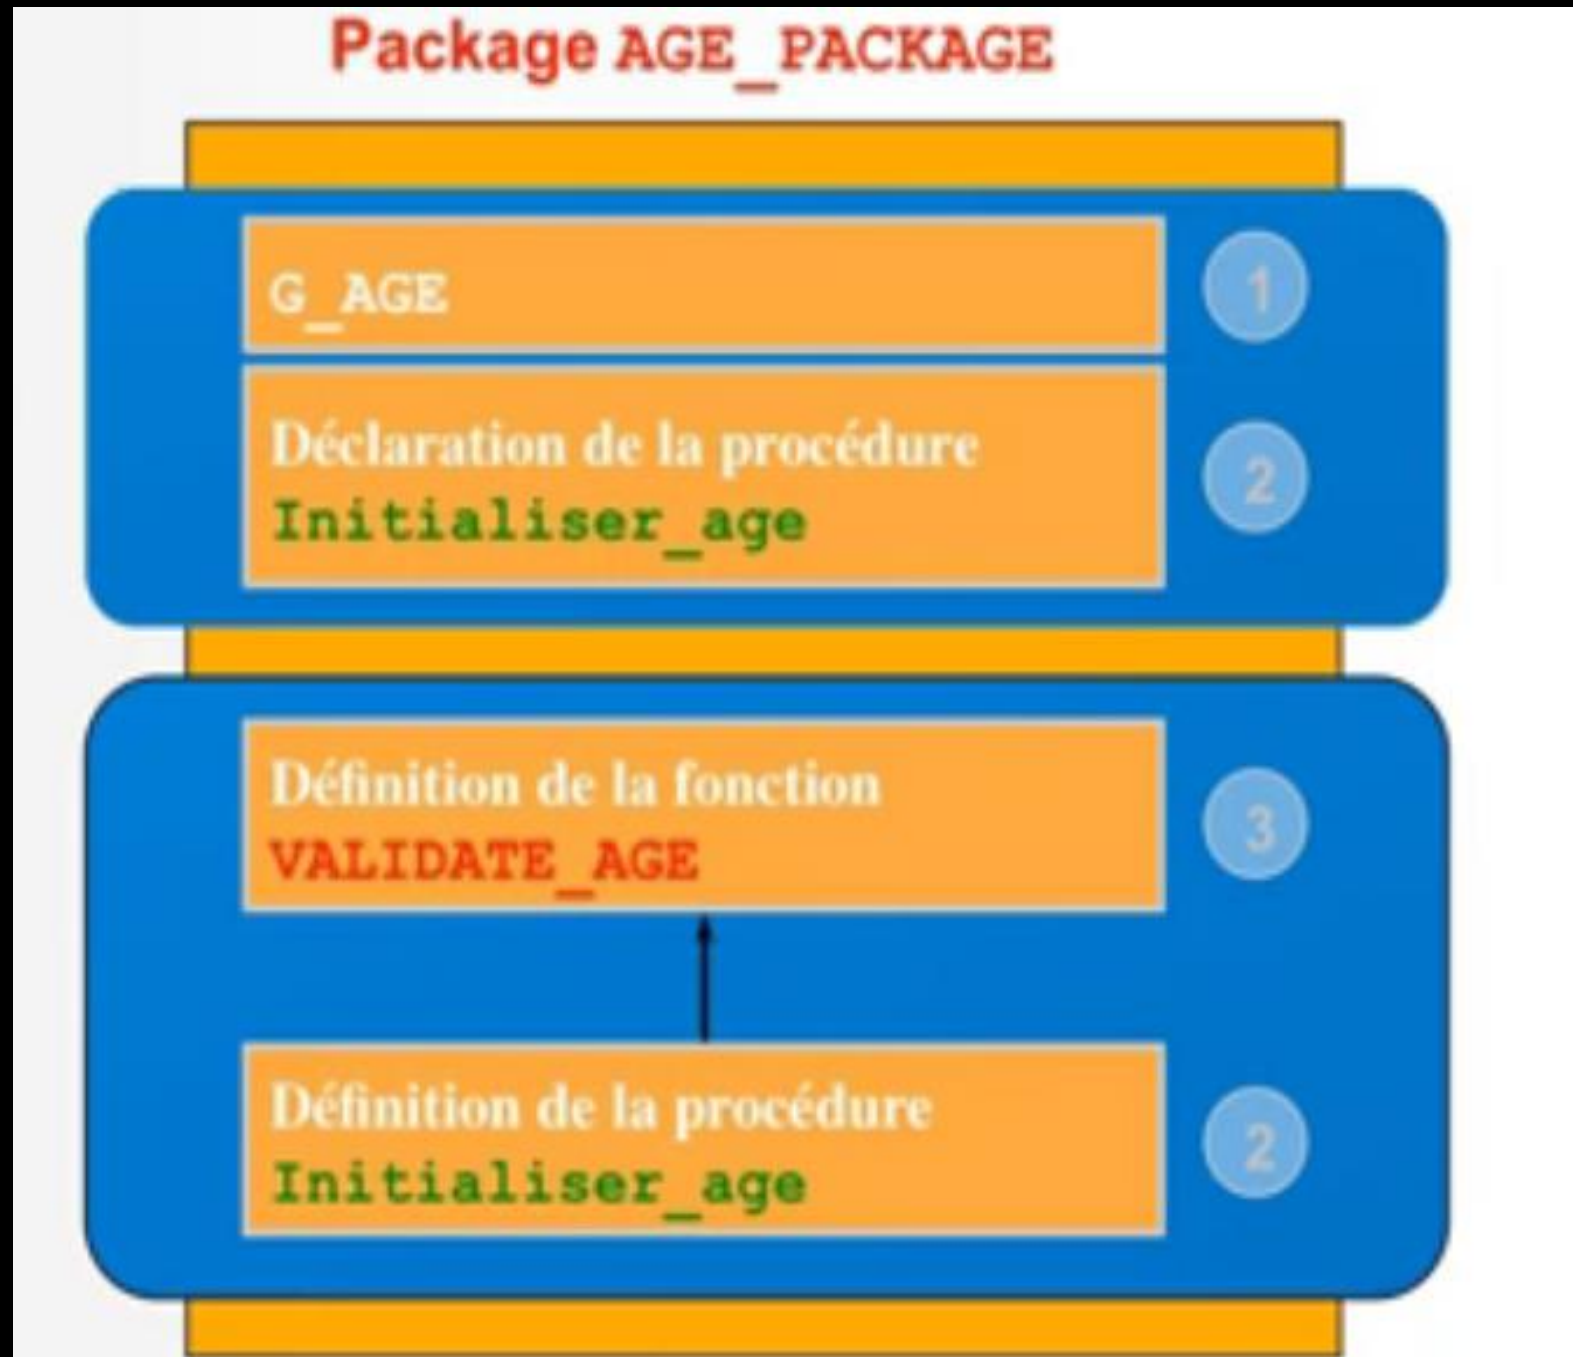 Package AGE_PACKAGE
G_AGE
1
Déclaration de la procédure
Initialiser_age
2
Définition de la fonction
VALIDATE_AGE
3
Définition de la procédure
Initialiser_age
2